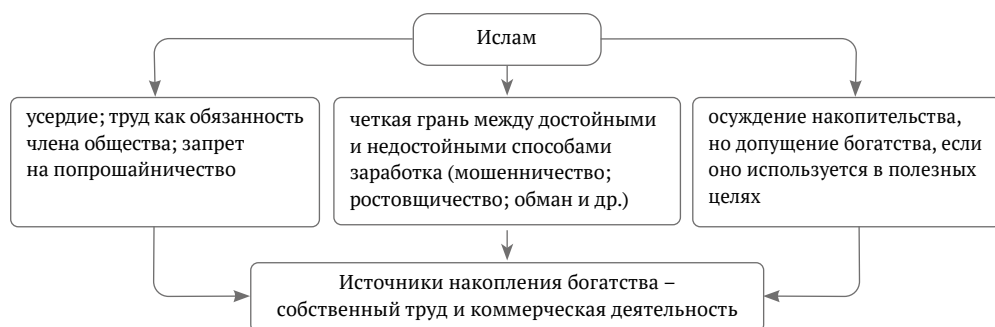 Ислам
усердие; труд как обязанность
члена общества; запрет
на попрошайничество
четкая грань между достойными
и недостойными способами
заработка (мошенничество;
ростовщичество; обман и др.)
осуждение накопительства,
но допущение богатства, если
оно используется в полезных
целях
Источники накопления богатства –
собственный труд и коммерческая деятельность